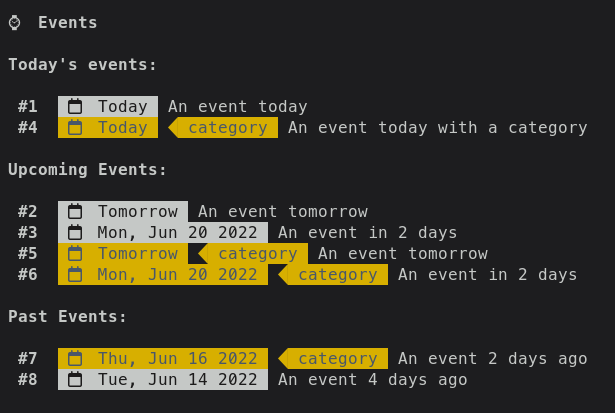 Events
Today's events:
#1 Today An event today
#4 Today category An event today with a category
Upcoming Events:
#2 Tomorrow An event tomorrow
#3 Mon, Jun 20 2022 An event in 2 days
#5 Tomorrow category An event tomorrow
#6 Mon, Jun 20 2022 category An event in 2 days
Past Events:
#7 Thu, Jun 16 2022 category An event 2 days ago
#8 Tue, Jun 14 2022 An event 4 days ago